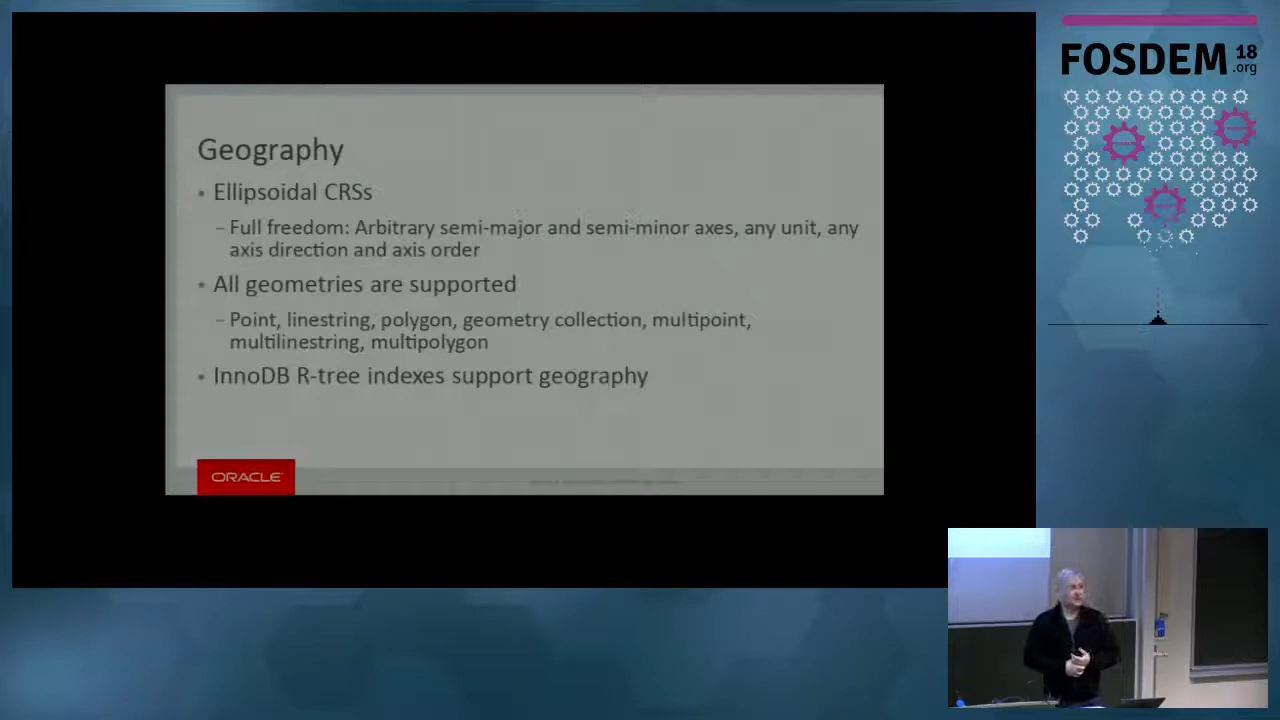 Geography
• Ellipsoidal CRSs
– Full freedom: Arbitrary semi-major and semi-minor axes, any unit, any
axis direction and axis order
• All geometries are supported
– Point, linestring, polygon, geometry collection, multipoint,
multilinestring, multipolygon
• InnoDB R-tree indexes support geography
ORACLE
FOSDEM 18
.org